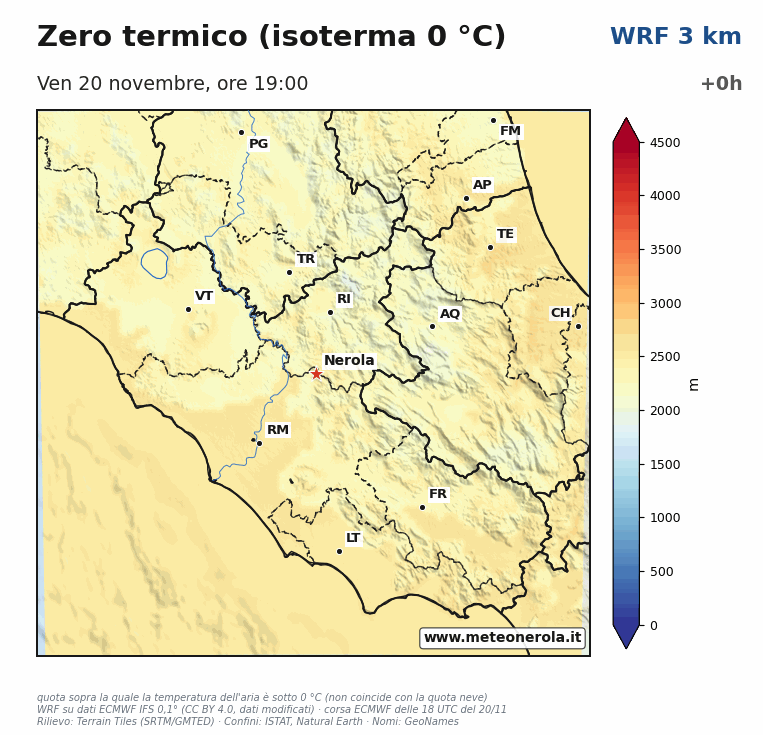 Zero termico (isoterma 0 °C)
WRF 3 km
Ven 20 novembre, ore 19:00
+0h
FM
PG
AP
TE
TR
VT
RI
AQ
CH
Nerola
RM
FR
LT
4500
4000
3500
3000
2500
2000
1500
1000
500
0
m
www.meteonerola.it
quota sopra la quale la temperatura dell'aria è sotto 0 °C (non coincide con la quota neve)
WRF su dati ECMWF IFS 0,1° (CC BY 4.0, dati modificati) · corsa ECMWF delle 18 UTC del 20/11
Rilievo: Terrain Tiles (SRTM/GMTED) · Confini: ISTAT, Natural Earth · Nomi: GeoNames